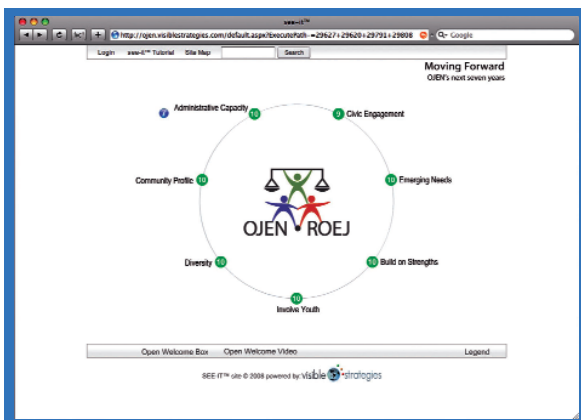 see-it™
http://ojen.visiblestrategies.com/default.aspx?ExecutePath-=29627+29620+29791+29808
Google
Login see-it™ Tutorial Site Map Search
Moving Forward
OJEN's next seven years
Administrative Capacity 10
9 Civic Engagement
Community Profile 10
10 Emerging Needs
OJEN ROEJ
Diversity 10
10 Build on Strengths
10
Involve Youth
Open Welcome Box Open Welcome Video Legend
SEE-IT™ site © 2008 powered by: visible strategies